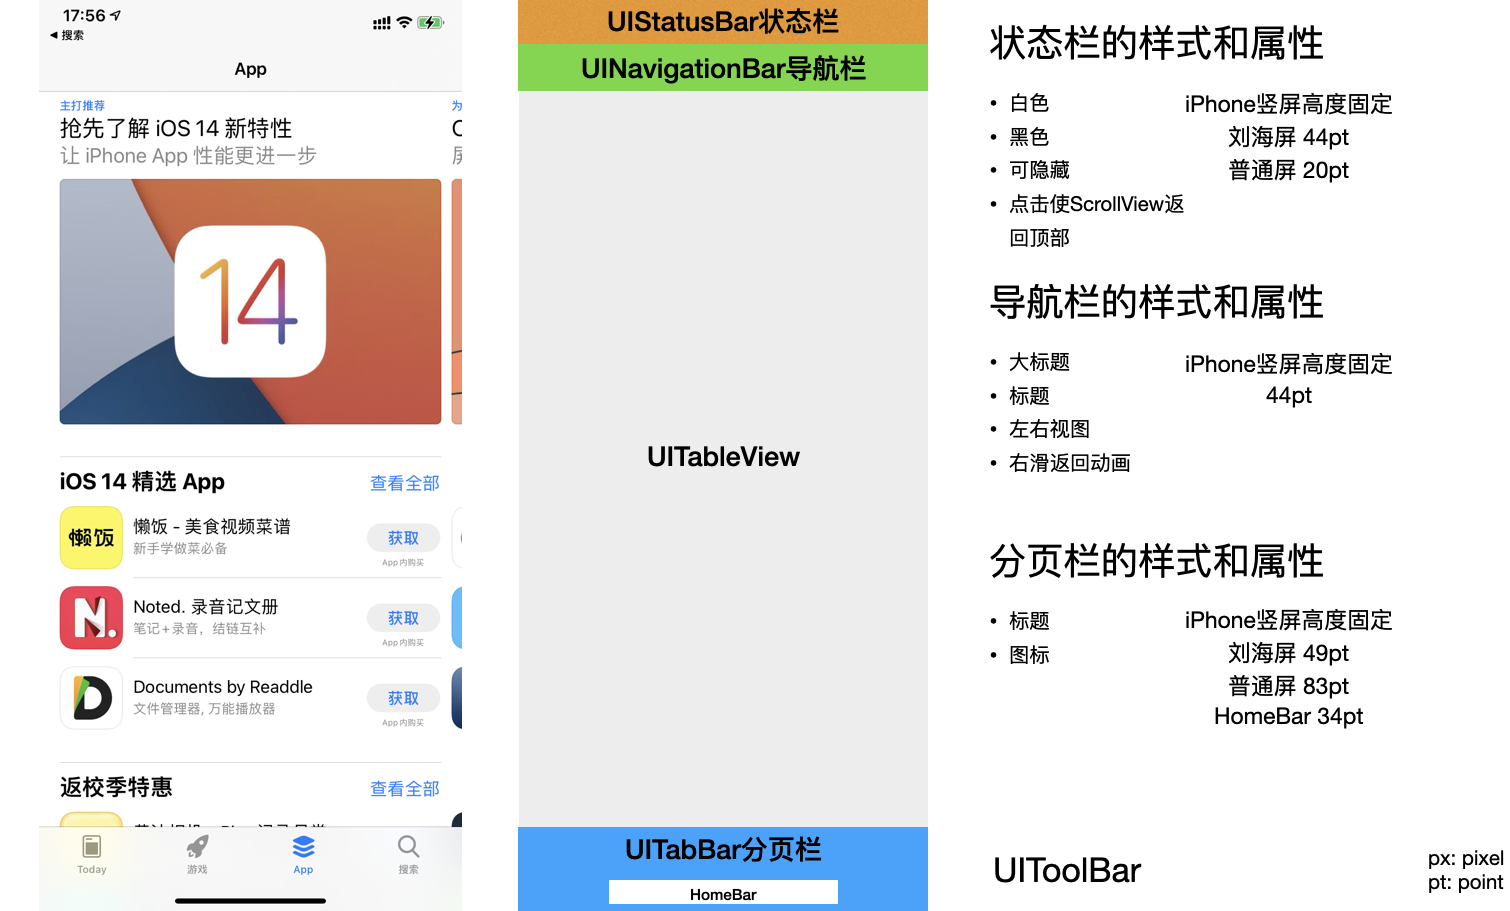 17:56
◀ 搜索
App
主打推荐
为
抢先了解 iOS 14 新特性
让 iPhone App 性能更进一步
14
iOS 14 精选 App
查看全部
懒饭
懒饭 - 美食视频菜谱
新手学做菜必备
获取
App 内购买
N.
Noted. 录音记文册
笔记+录音，结链互补
获取
App 内购买
D
Documents by Readdle
文件管理器, 万能播放器
获取
App 内购买
返校季特惠
查看全部
Today
游戏
App
搜索
UIStatusBar状态栏
UINavigationBar导航栏
UITableView
UITabBar分页栏
HomeBar
状态栏的样式和属性
• 白色
• 黑色
• 可隐藏
• 点击使ScrollView返
回顶部
iPhone竖屏高度固定
刘海屏 44pt
普通屏 20pt
导航栏的样式和属性
• 大标题
• 标题
• 左右视图
• 右滑返回动画
iPhone竖屏高度固定
44pt
分页栏的样式和属性
• 标题
• 图标
iPhone竖屏高度固定
刘海屏 49pt
普通屏 83pt
HomeBar 34pt
UIToolBar
px: pixel
pt: point